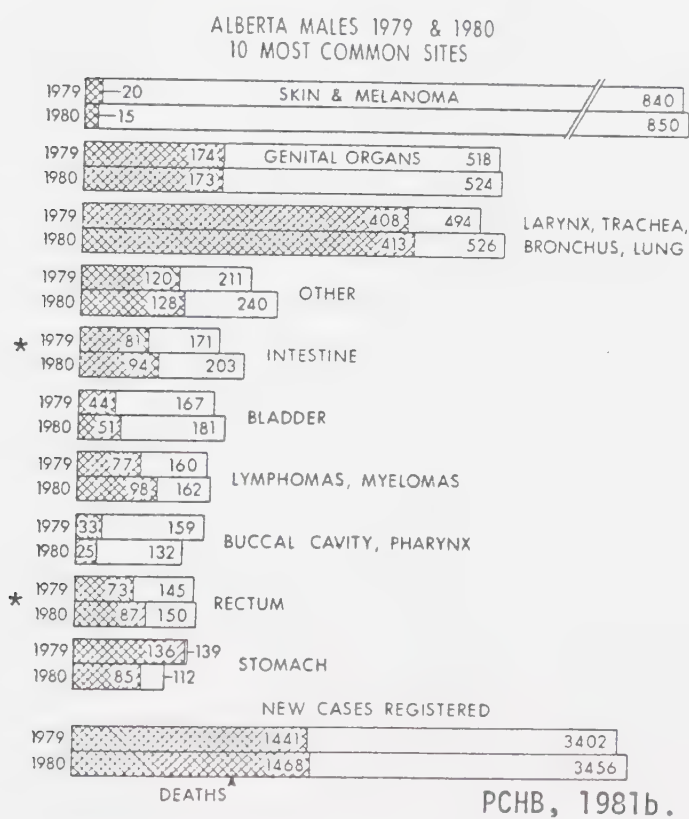 ALBERTA MALES 1979 & 1980
10 MOST COMMON SITES
1979 20 SKIN & MELANOMA 840
1980 15 850
1979 174 GENITAL ORGANS 518
1980 173 524
1979 408 494 LARYNX, TRACHEA,
1980 413 526 BRONCHUS, LUNG
1979 120 211
OTHER
1980 128 240
* 1979 81 171
INTESTINE
1980 94 203
1979 44 167
BLADDER
1980 51 181
1979 77 160
LYMPHOMAS, MYELOMAS
1980 98 162
1979 33 159
BUCCAL CAVITY, PHARYNX
1980 25 132
* 1979 73 145
RECTUM
1980 87 150
1979 136 139
STOMACH
1980 85 112
NEW CASES REGISTERED
1979 1441 3402
1980 1468 3456
DEATHS
PCHB, 1981b.